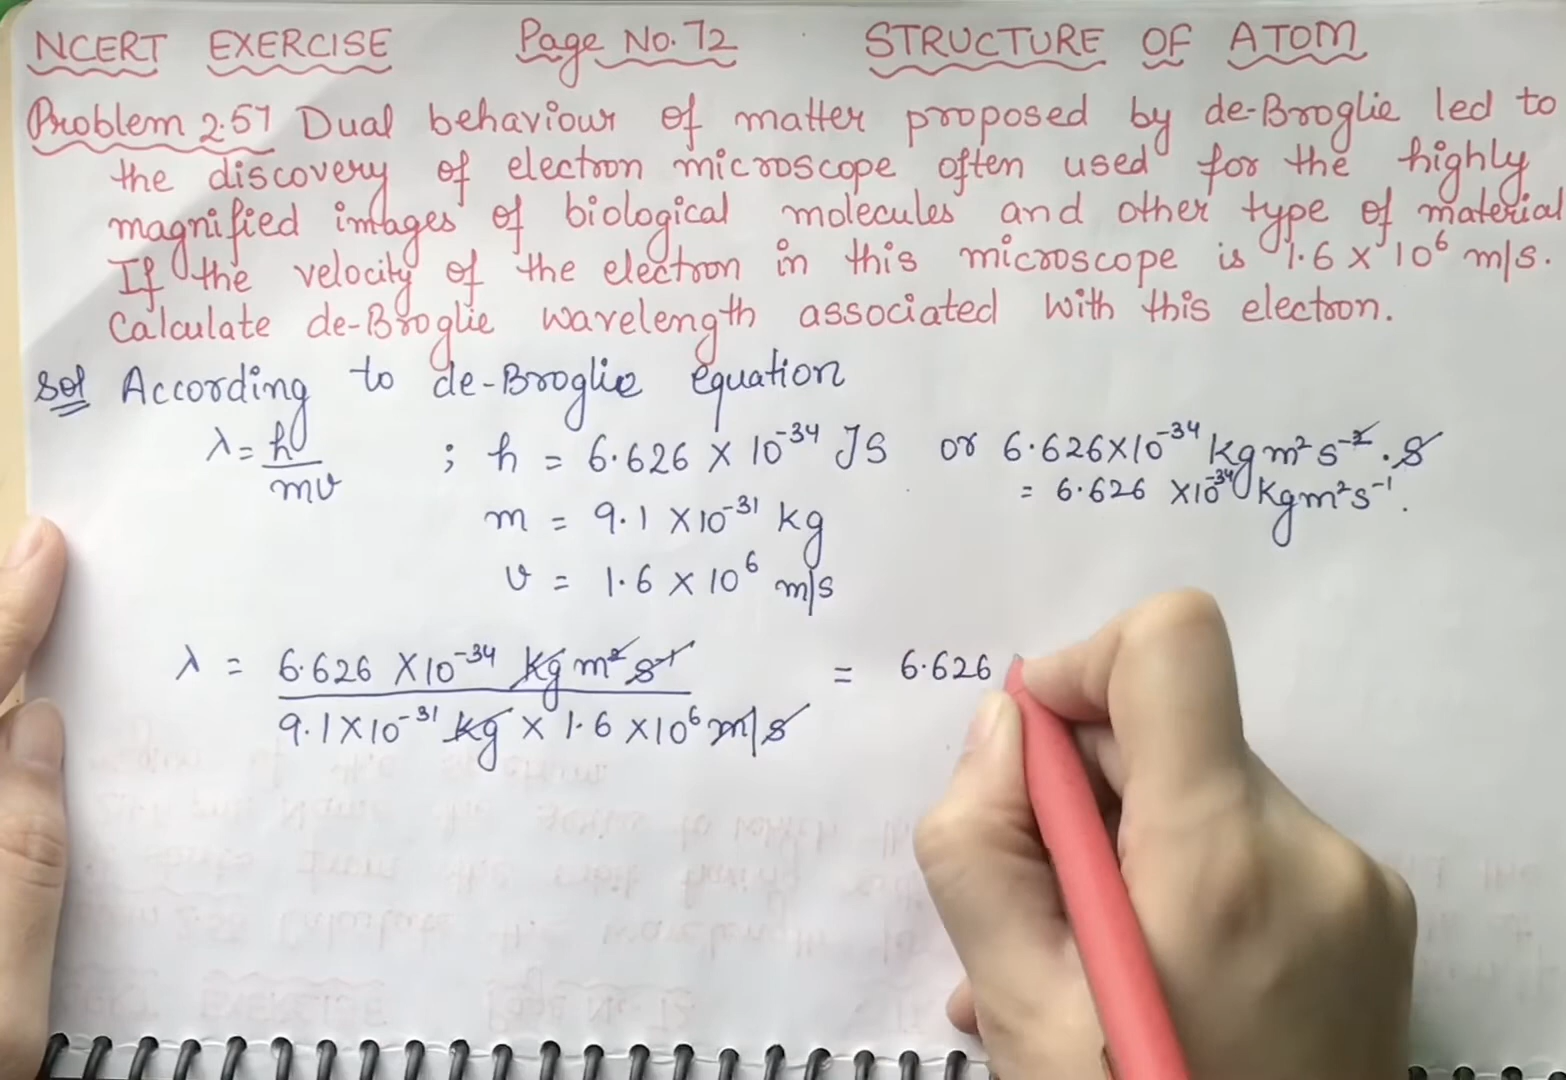 NCERT EXERCISE Page No. 72 STRUCTURE OF ATOM
Problem 2.57 Dual behaviour of matter proposed by de-Broglie led to
the discovery of electron microscope often used for the highly
magnified images of biological molecules and other type of material
If the velocity of the electron in this microscope is 1.6 × 10⁶ m/s.
Calculate de-Broglie wavelength associated with this electron.
Sol According to de-Broglie equation
λ = h/mv ; h = 6.626 × 10⁻³⁴ JS or 6.626×10⁻³⁴ kg m² s⁻² . s
= 6.626 ×10⁻³⁴ Kg m² s⁻¹.
m = 9.1 ×10⁻³¹ kg
v = 1.6 × 10⁶ m/s
λ = 6.626 ×10⁻³⁴ Kg m² s⁻¹ = 6.626
9.1×10⁻³¹ kg × 1.6 ×10⁶ m/s